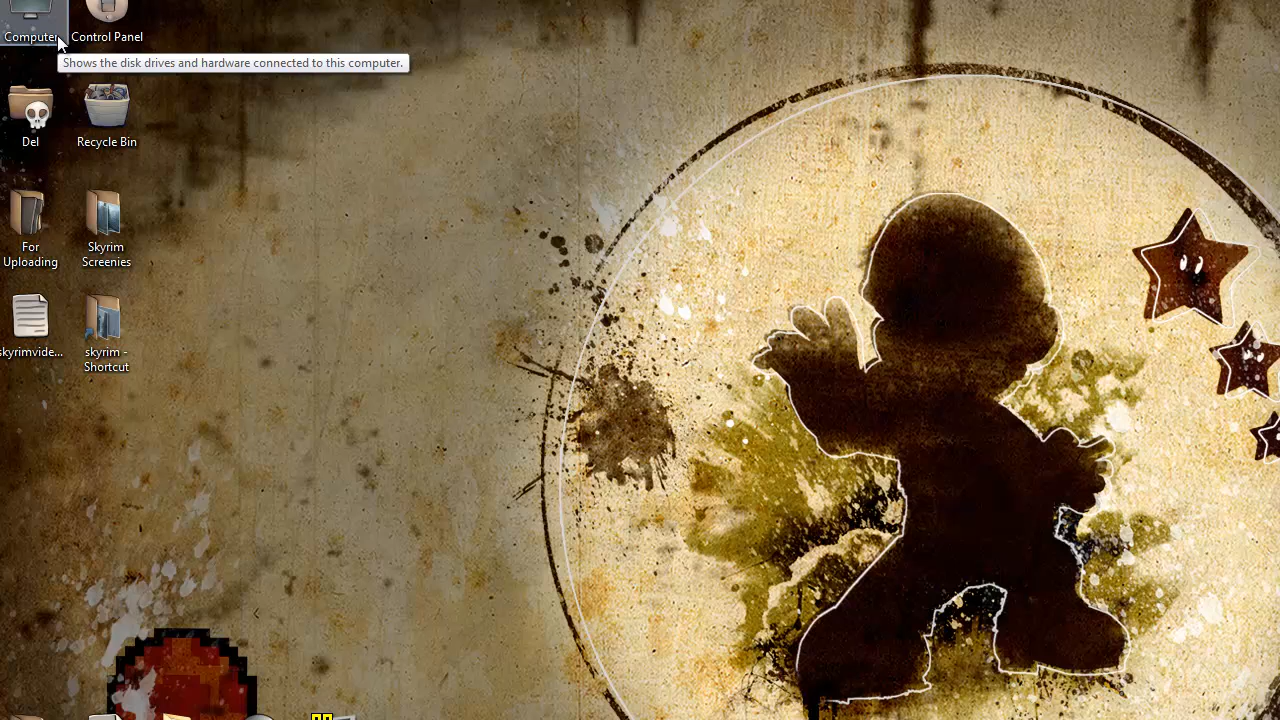 Computer
Control Panel
Shows the disk drives and hardware connected to this computer.
Del
Recycle Bin
For
Uploading
Skyrim
Screenies
skyrimvide...
skyrim -
Shortcut